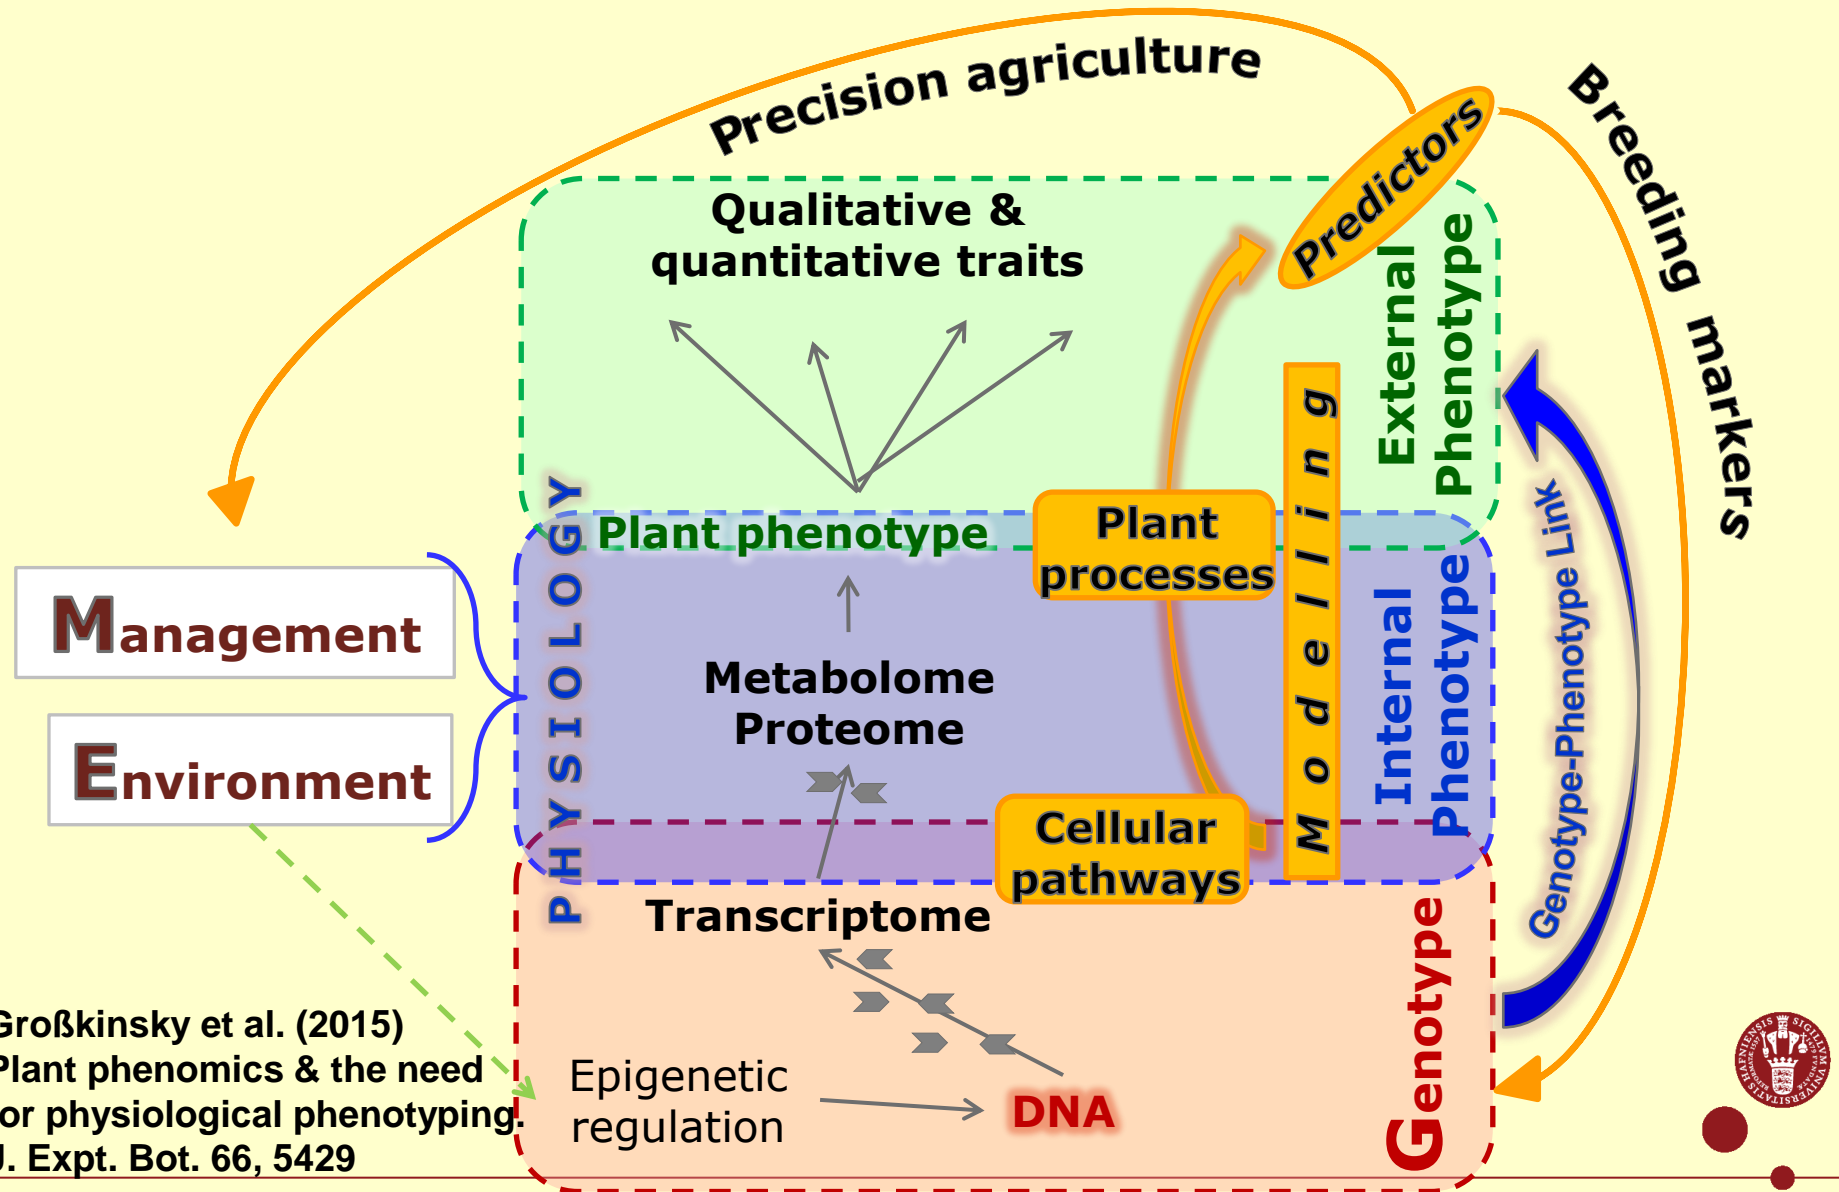 Precision agriculture
Breeding markers
Predictors
Qualitative &
quantitative traits
External
Phenotype
Modelling
PHYSIOLOGY
Plant phenotype
Plant
processes
Genotype-Phenotype Link
Internal
Phenotype
Management
Environment
Metabolome
Proteome
Cellular
pathways
Transcriptome
Genotype
Epigenetic
regulation
DNA
Großkinsky et al. (2015)
Plant phenomics & the need
for physiological phenotyping.
J. Expt. Bot. 66, 5429